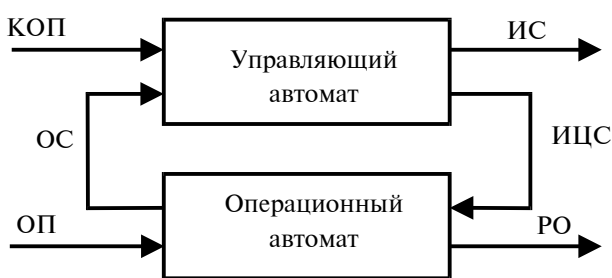 КОП
ИС
Управляющий
автомат
ОС
ИЦС
Операционный
автомат
ОП
РО